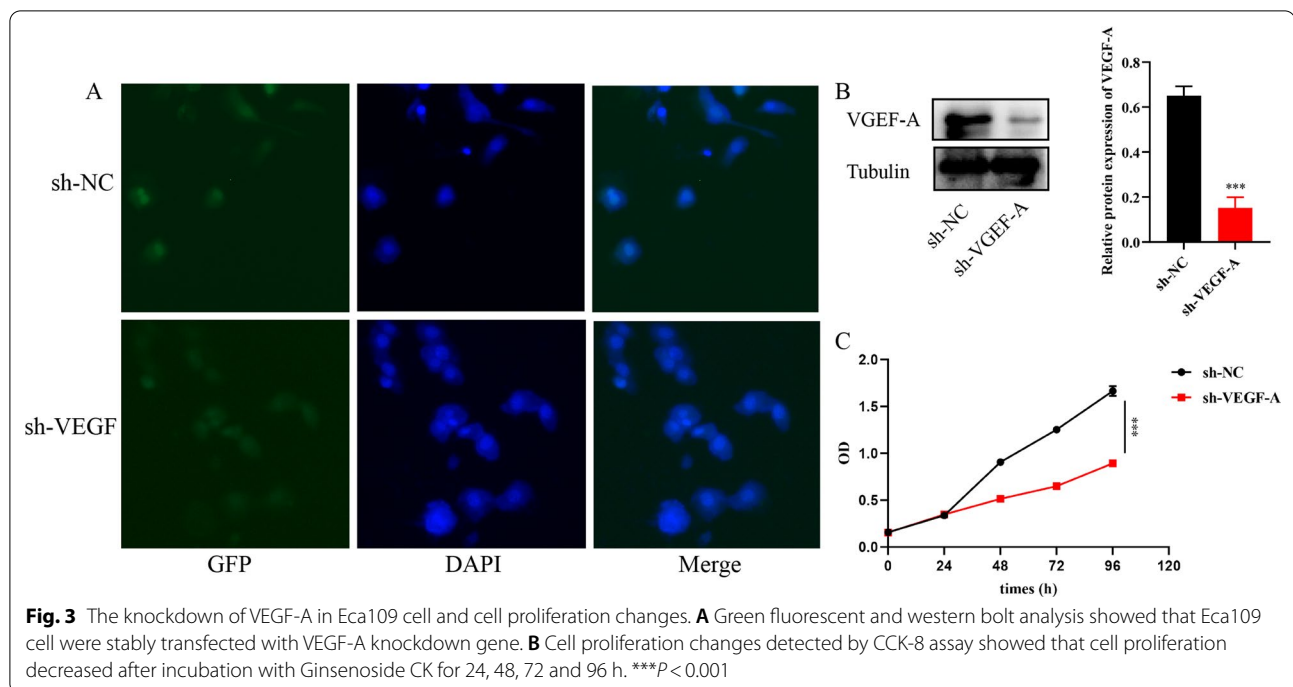 A
sh-NC
sh-VEGF
GFP
DAPI
Merge
B
VGEF-A
Tubulin
sh-NC
sh-VGEF-A
Relative protein expression of VEGF-A
0.8
0.6
0.4
0.2
0.0
***
sh-NC
sh-VEGF-A
C
OD
2.0
1.5
1.0
0.5
0.0
0 24 48 72 96 120
times (h)
sh-NC
sh-VEGF-A
***
Fig. 3 The knockdown of VEGF-A in Eca109 cell and cell proliferation changes. A Green fluorescent and western bolt analysis showed that Eca109
cell were stably transfected with VEGF-A knockdown gene. B Cell proliferation changes detected by CCK-8 assay showed that cell proliferation
decreased after incubation with Ginsenoside CK for 24, 48, 72 and 96 h. ***P < 0.001